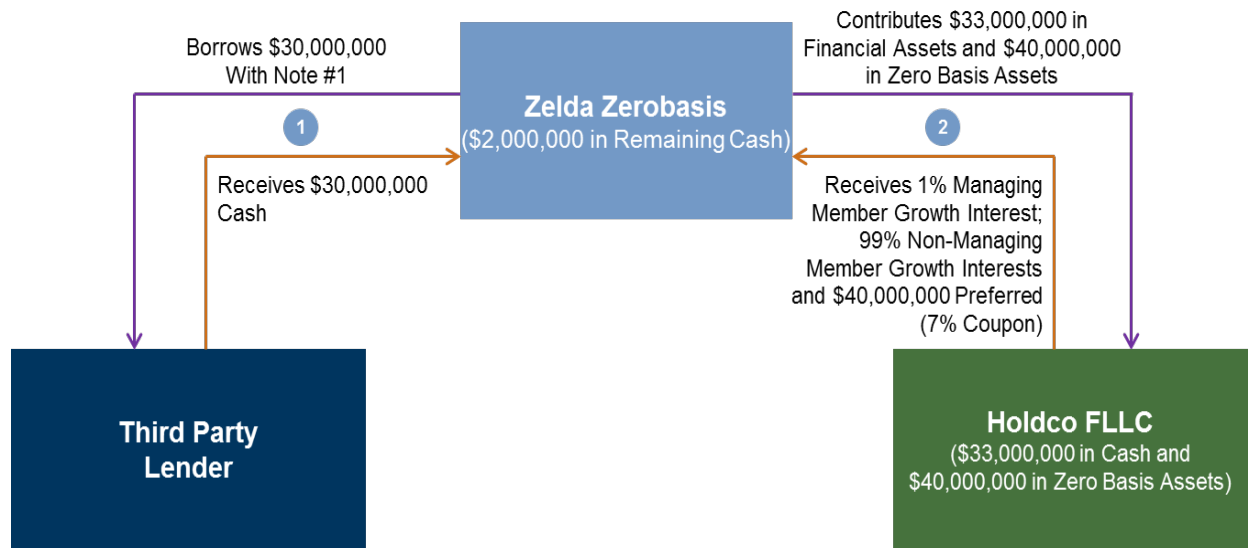 Borrows $30,000,000
With Note #1
1
Receives $30,000,000
Cash
Zelda Zerobasis
($2,000,000 in Remaining Cash)
Contributes $33,000,000 in
Financial Assets and $40,000,000
in Zero Basis Assets
2
Receives 1% Managing
Member Growth Interest;
99% Non-Managing
Member Growth Interests
and $40,000,000 Preferred
(7% Coupon)
Third Party
Lender
Holdco FLLC
($33,000,000 in Cash and
$40,000,000 in Zero Basis Assets)